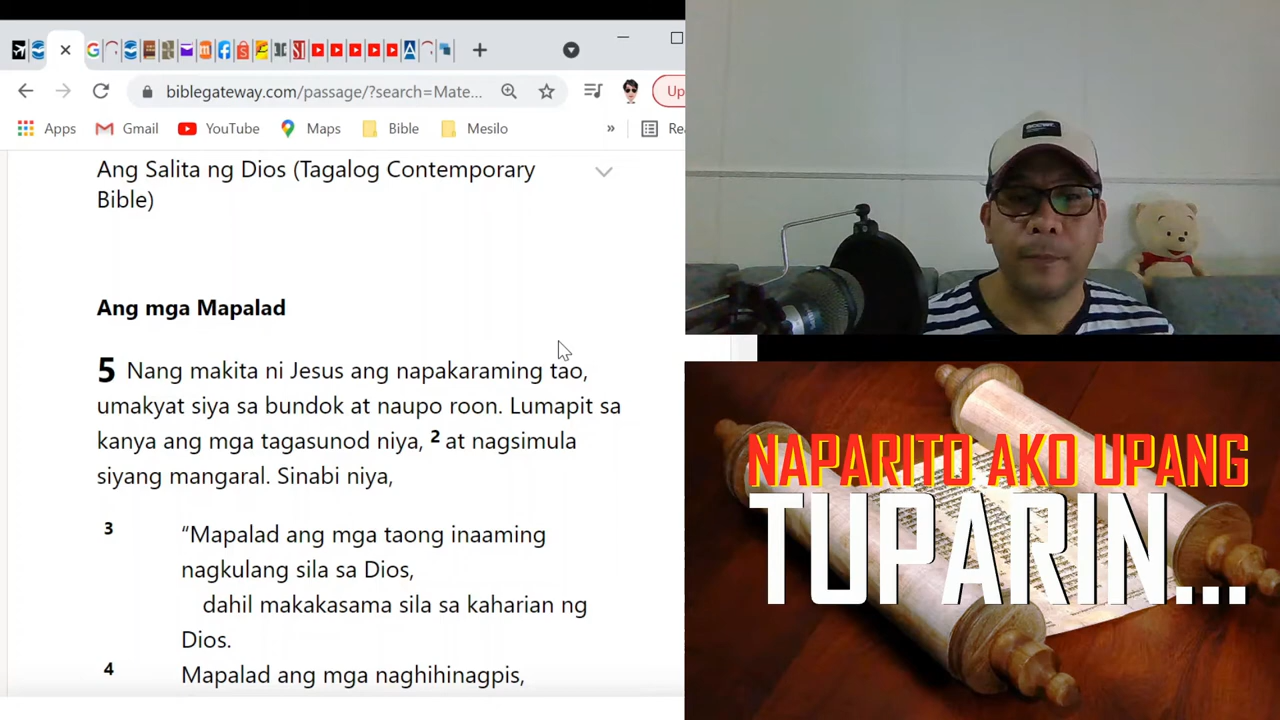 biblegateway.com/passage/?search=Mate...
Up
Apps
Gmail
YouTube
Maps
Bible
Mesilo
»
Ang Salita ng Dios (Tagalog Contemporary
Bible)
Ang mga Mapalad
5 Nang makita ni Jesus ang napakaraming tao,
umakyat siya sa bundok at naupo roon. Lumapit sa
kanya ang mga tagasunod niya, 2 at nagsimula
siyang mangaral. Sinabi niya,
3 “Mapalad ang mga taong inaaming
nagkulang sila sa Dios,
dahil makakasama sila sa kaharian ng
Dios.
4 Mapalad ang mga naghihinagpis,
NAPARITO AKO UPANG
TUPARIN...